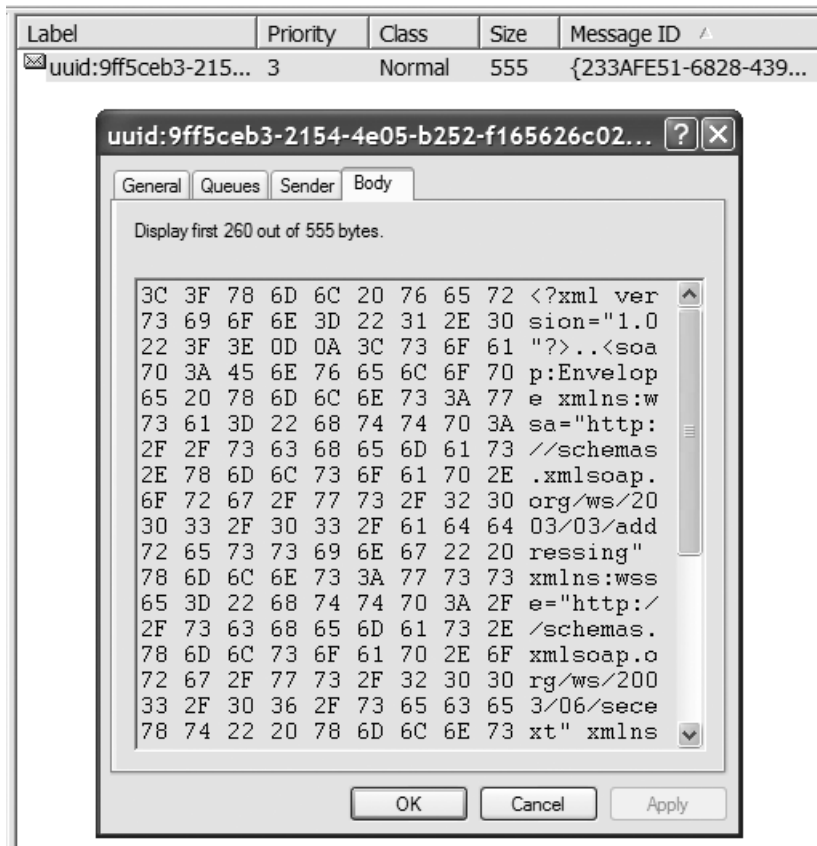 Label Priority Class Size Message ID
uuid:9ff5ceb3-215... 3 Normal 555 {233AFE51-6828-439...
uuid:9ff5ceb3-2154-4e05-b252-f165626c02...
General Queues Sender Body
Display first 260 out of 555 bytes.
3C 3F 78 6D 6C 20 76 65 72 <?xml ver
73 69 6F 6E 3D 22 31 2E 30 sion="1.0
22 3F 3E 0D 0A 3C 73 6F 61 "?>..<soa
70 3A 45 6E 76 65 6C 6F 70 p:Envelop
65 20 78 6D 6C 6E 73 3A 77 e xmlns:w
73 61 3D 22 68 74 74 70 3A sa="http:
2F 2F 73 63 68 65 6D 61 73 //schemas
2E 78 6D 6C 73 6F 61 70 2E .xmlsoap.
6F 72 67 2F 77 73 2F 32 30 org/ws/20
30 33 2F 30 33 2F 61 64 64 03/03/add
72 65 73 73 69 6E 67 22 20 ressing"
78 6D 6C 6E 73 3A 77 73 73 xmlns:wss
65 3D 22 68 74 74 70 3A 2F e="http:/
2F 73 63 68 65 6D 61 73 2E /schemas.
78 6D 6C 73 6F 61 70 2E 6F xmlsoap.o
72 67 2F 77 73 2F 32 30 30 rg/ws/200
33 2F 30 36 2F 73 65 63 65 3/06/sece
78 74 22 20 78 6D 6C 6E 73 xt" xmlns
OK Cancel Apply